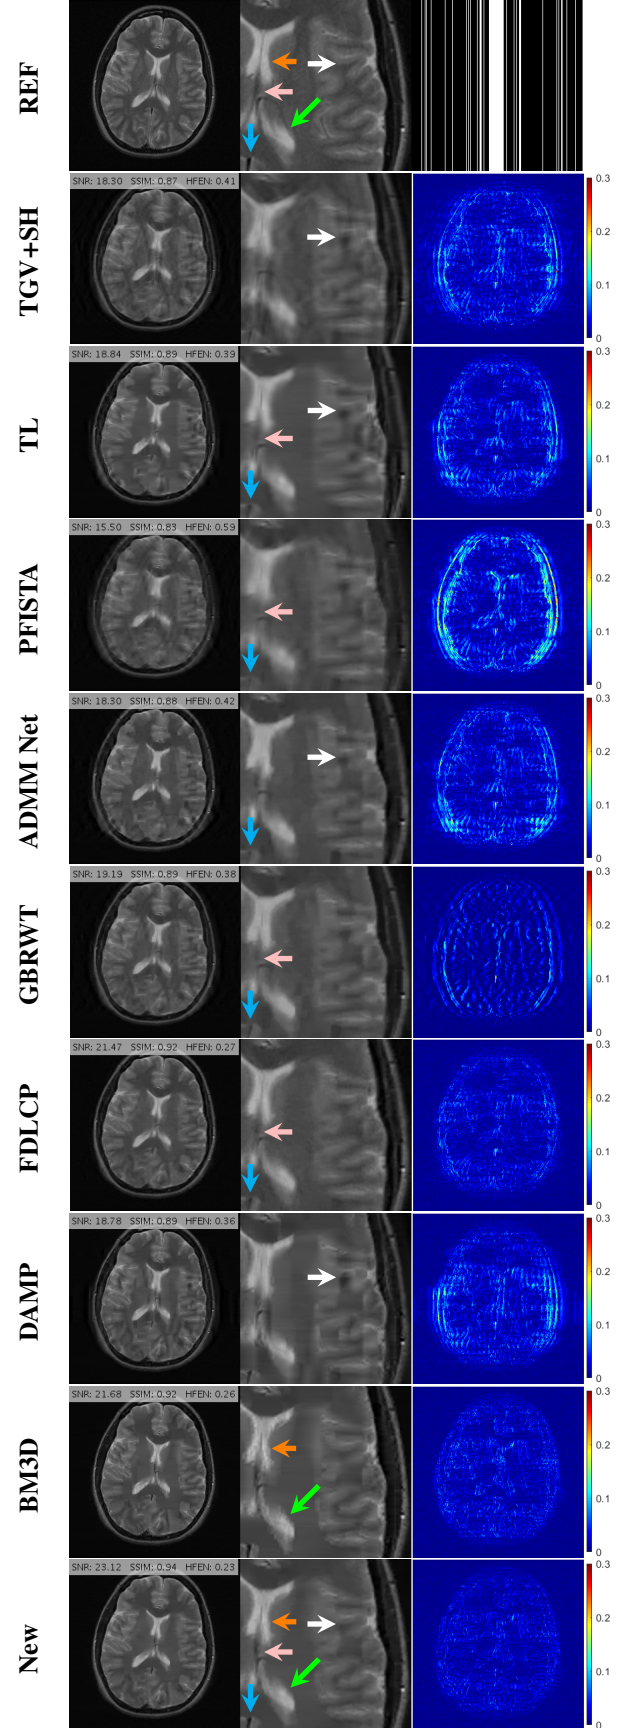 REF
TGV+SH
SNR: 18.30 SSIM: 0.87 HFEN: 0.41
0.3
0.2
0.1
0
TL
SNR: 18.84 SSIM: 0.89 HFEN: 0.39
0.3
0.2
0.1
0
PFISTA
SNR: 15.50 SSIM: 0.83 HFEN: 0.59
0.3
0.2
0.1
0
ADMM Net
SNR: 18.30 SSIM: 0.88 HFEN: 0.42
0.3
0.2
0.1
0
GBRWT
SNR: 19.19 SSIM: 0.89 HFEN: 0.38
0.3
0.2
0.1
0
FDLCP
SNR: 21.47 SSIM: 0.92 HFEN: 0.27
0.3
0.2
0.1
0
DAMP
SNR: 18.78 SSIM: 0.89 HFEN: 0.36
0.3
0.2
0.1
0
BM3D
SNR: 21.68 SSIM: 0.92 HFEN: 0.26
0.3
0.2
0.1
0
New
SNR: 23.12 SSIM: 0.94 HFEN: 0.23
0.3
0.2
0.1
0